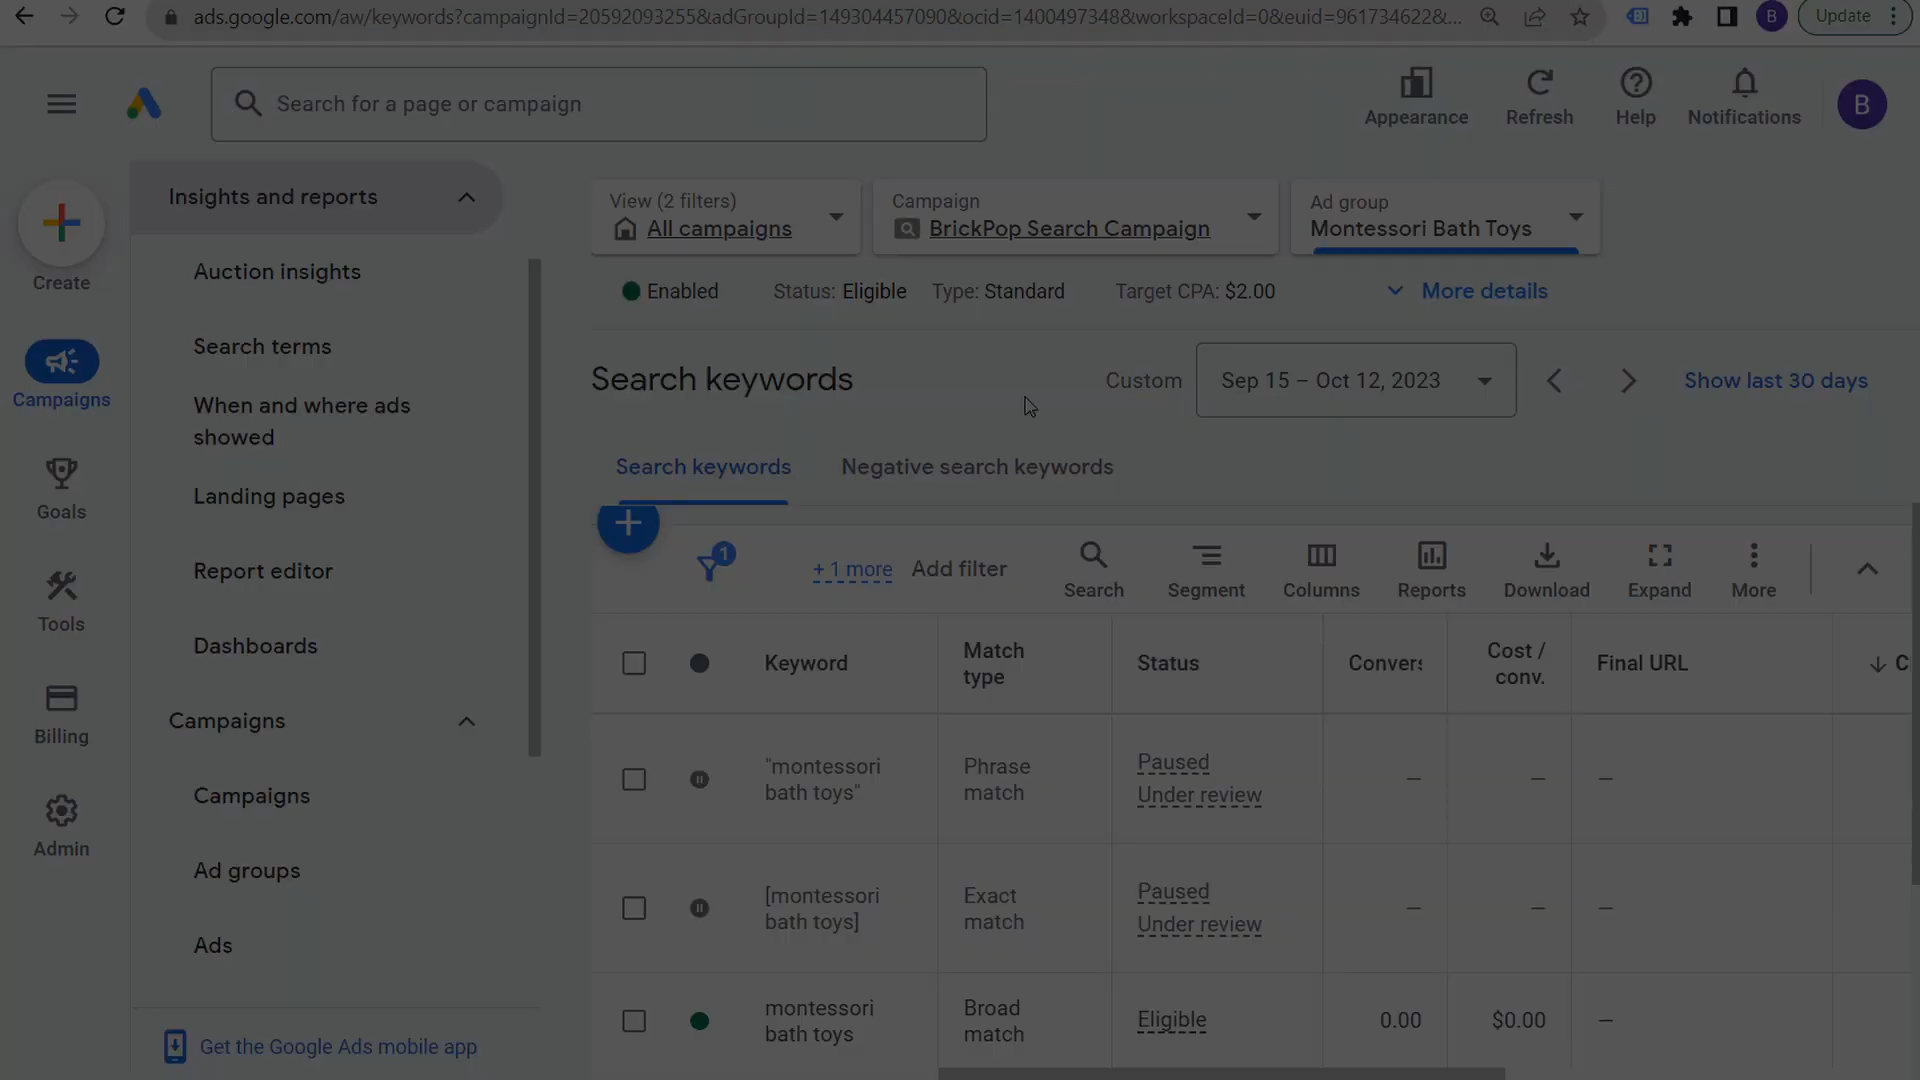 ads.google.com/aw/keywords?campaignId=20592093255&adGroupId=149304457090&ocid=1400497348&workspaceId=0&euid=961734622&...
B
Update
Search for a page or campaign
Appearance
Refresh
Help
Notifications
B
Create
Campaigns
Goals
Tools
Billing
Admin
Insights and reports
Auction insights
Search terms
When and where ads
showed
Landing pages
Report editor
Dashboards
Campaigns
Campaigns
Ad groups
Ads
Get the Google Ads mobile app
View (2 filters)
All campaigns
Campaign
BrickPop Search Campaign
Ad group
Montessori Bath Toys
Enabled Status: Eligible Type: Standard Target CPA: $2.00 More details
Search keywords
Custom Sep 15 – Oct 12, 2023 Show last 30 days
Search keywords Negative search keywords
1
+ 1 more Add filter
Search Segment Columns Reports Download Expand More
Keyword
Match
type
Status
Convers
Cost /
conv.
Final URL
C
"montessori
bath toys"
Phrase
match
Paused
Under review
— — —
[montessori
bath toys]
Exact
match
Paused
Under review
— — —
montessori
bath toys
Broad
match
Eligible
0.00 $0.00 —